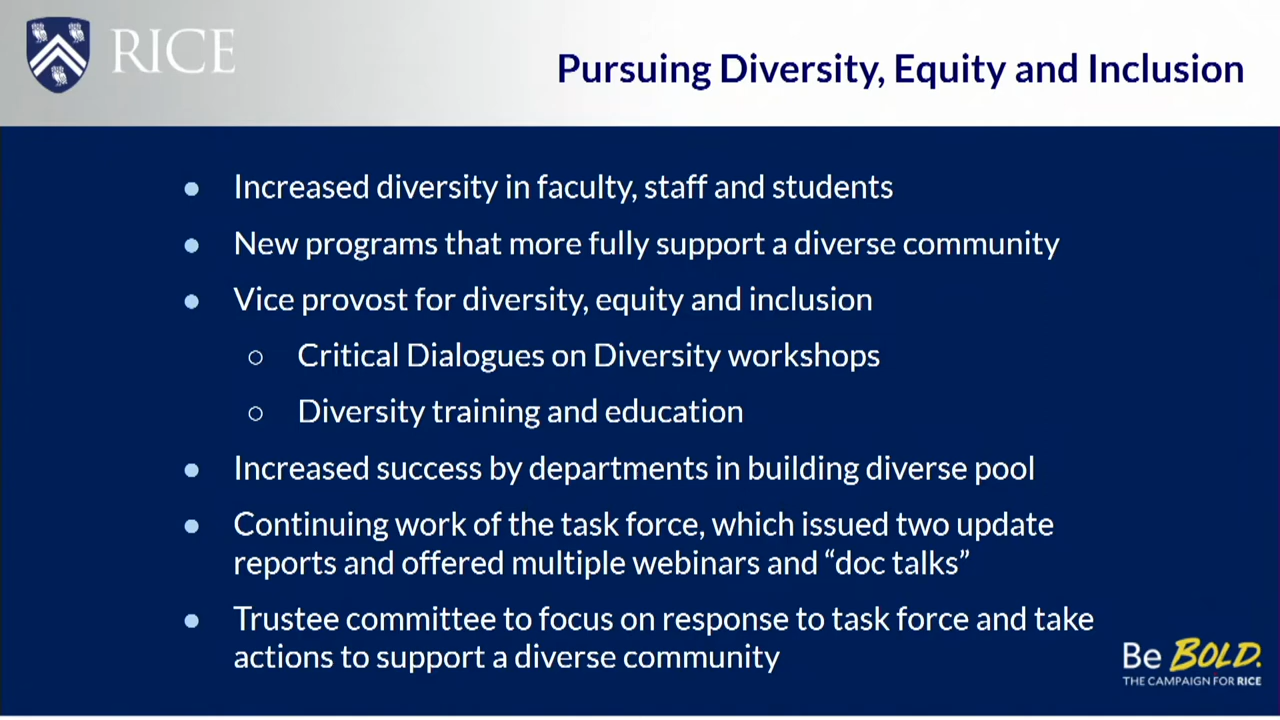 RICE
Pursuing Diversity, Equity and Inclusion
● Increased diversity in faculty, staff and students
● New programs that more fully support a diverse community
● Vice provost for diversity, equity and inclusion
○ Critical Dialogues on Diversity workshops
○ Diversity training and education
● Increased success by departments in building diverse pool
● Continuing work of the task force, which issued two update
reports and offered multiple webinars and “doc talks”
● Trustee committee to focus on response to task force and take
actions to support a diverse community
Be BOLD.
THE CAMPAIGN FOR RICE